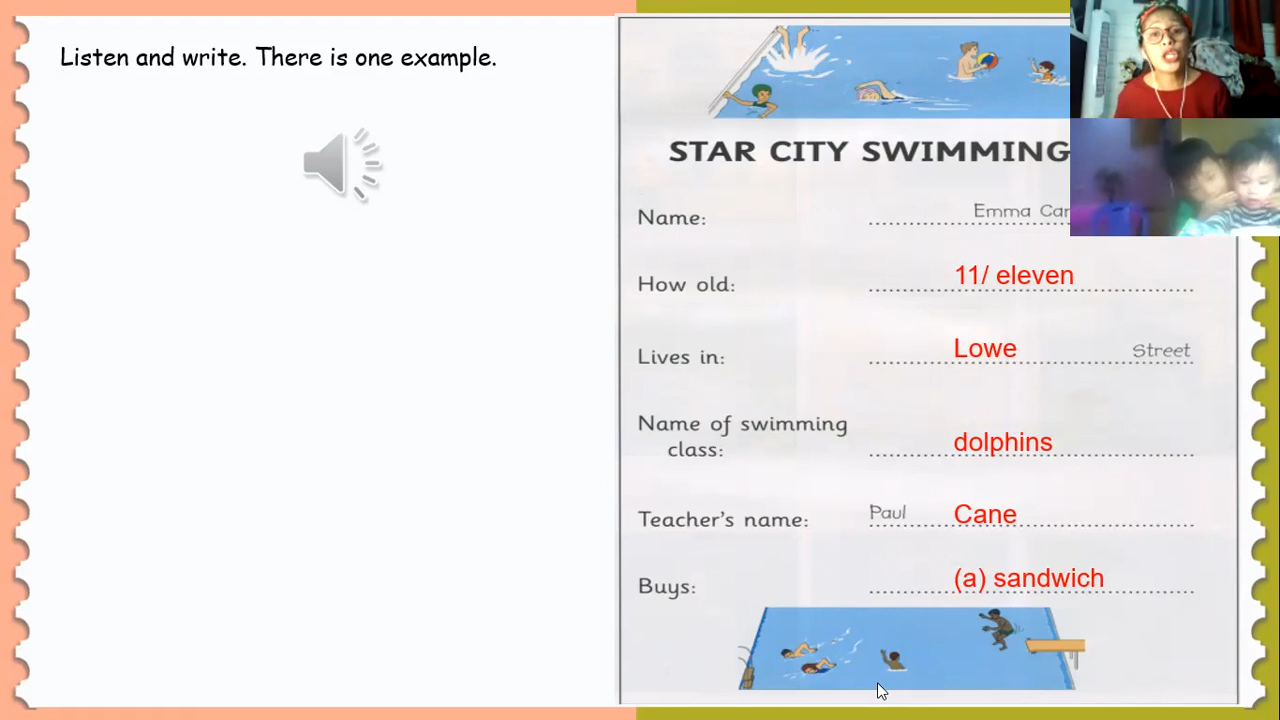 Listen and write. There is one example.
STAR CITY SWIMMING
Name: Emma
How old: 11/ eleven
Lives in: Lowe Street
Name of swimming
class: dolphins
Teacher's name: Paul Cane
Buys: (a) sandwich